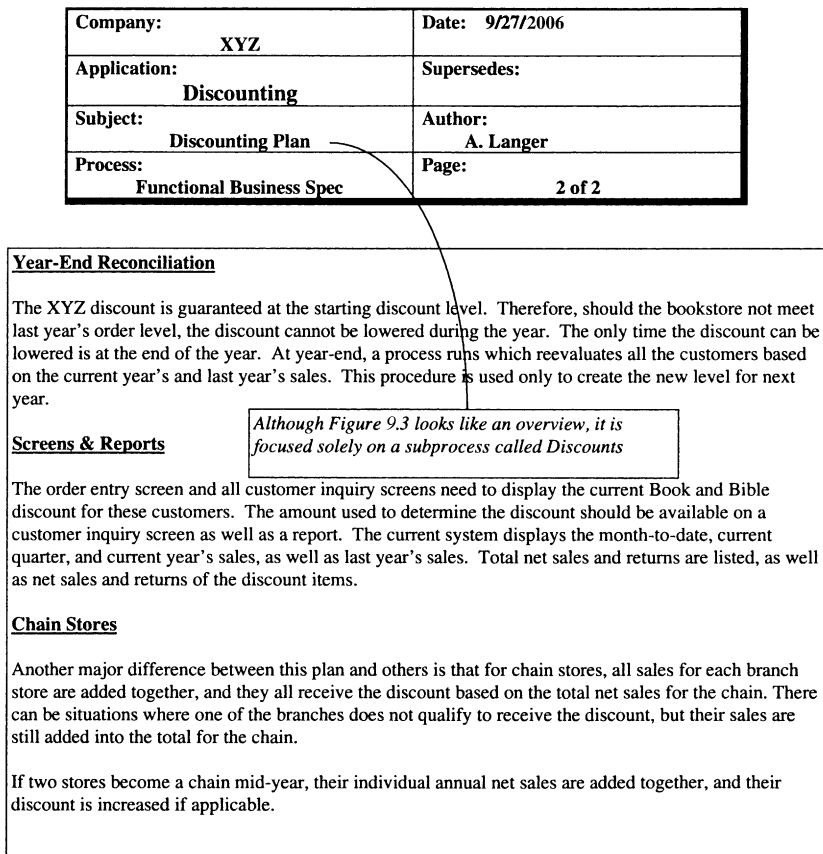 Company:
XYZ
Date: 9/27/2006
Application:
Discounting
Supersedes:
Subject:
Discounting Plan
Author:
A. Langer
Process:
Functional Business Spec
Page:
2 of 2
Year-End Reconciliation
The XYZ discount is guaranteed at the starting discount level. Therefore, should the bookstore not meet
last year's order level, the discount cannot be lowered during the year. The only time the discount can be
lowered is at the end of the year. At year-end, a process runs which reevaluates all the customers based
on the current year's and last year's sales. This procedure is used only to create the new level for next
year.
Although Figure 9.3 looks like an overview, it is
focused solely on a subprocess called Discounts
Screens & Reports
The order entry screen and all customer inquiry screens need to display the current Book and Bible
discount for these customers. The amount used to determine the discount should be available on a
customer inquiry screen as well as a report. The current system displays the month-to-date, current
quarter, and current year's sales, as well as last year's sales. Total net sales and returns are listed, as well
as net sales and returns of the discount items.
Chain Stores
Another major difference between this plan and others is that for chain stores, all sales for each branch
store are added together, and they all receive the discount based on the total net sales for the chain. There
can be situations where one of the branches does not qualify to receive the discount, but their sales are
still added into the total for the chain.
If two stores become a chain mid-year, their individual annual net sales are added together, and their
discount is increased if applicable.